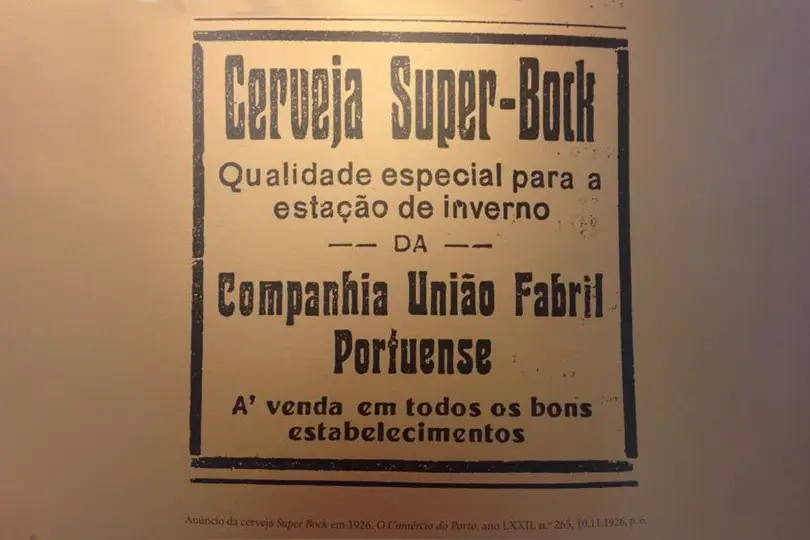 Cerveja Super-Bock
Qualidade especial para a
estação de inverno
—— DA ——
Companhia União Fabril
Portuense
A' venda em todos os bons
estabelecimentos
Anúncio da cerveja Super Bock em 1926. O Comércio do Porto, ano LXXII, n.º 265, 10.11.1926, p. 6.